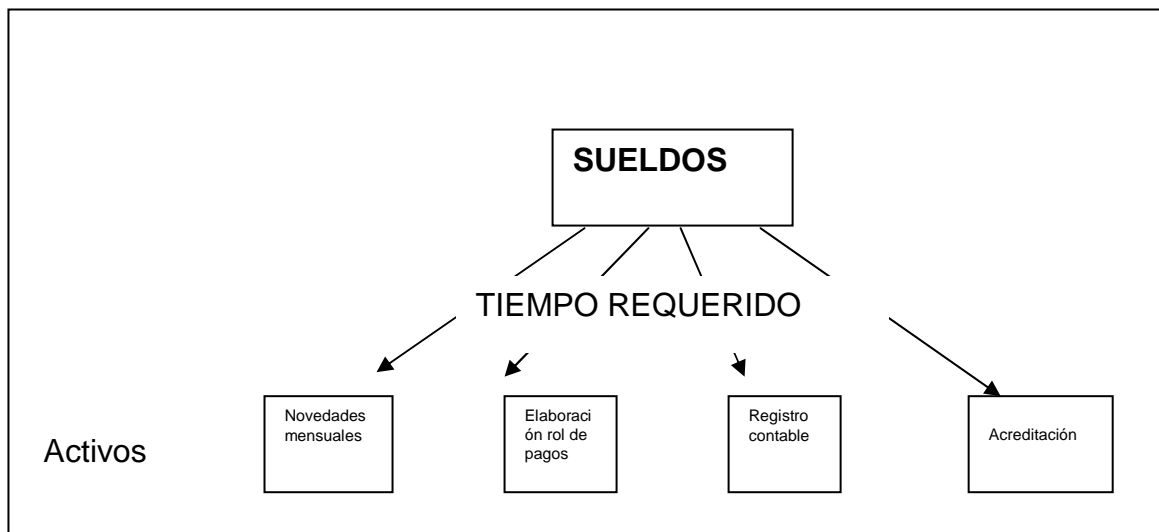 SUELDOS
TIEMPO REQUERIDO
Activos
Novedades
mensuales
Elaboraci
ón rol de
pagos
Registro
contable
Acreditación